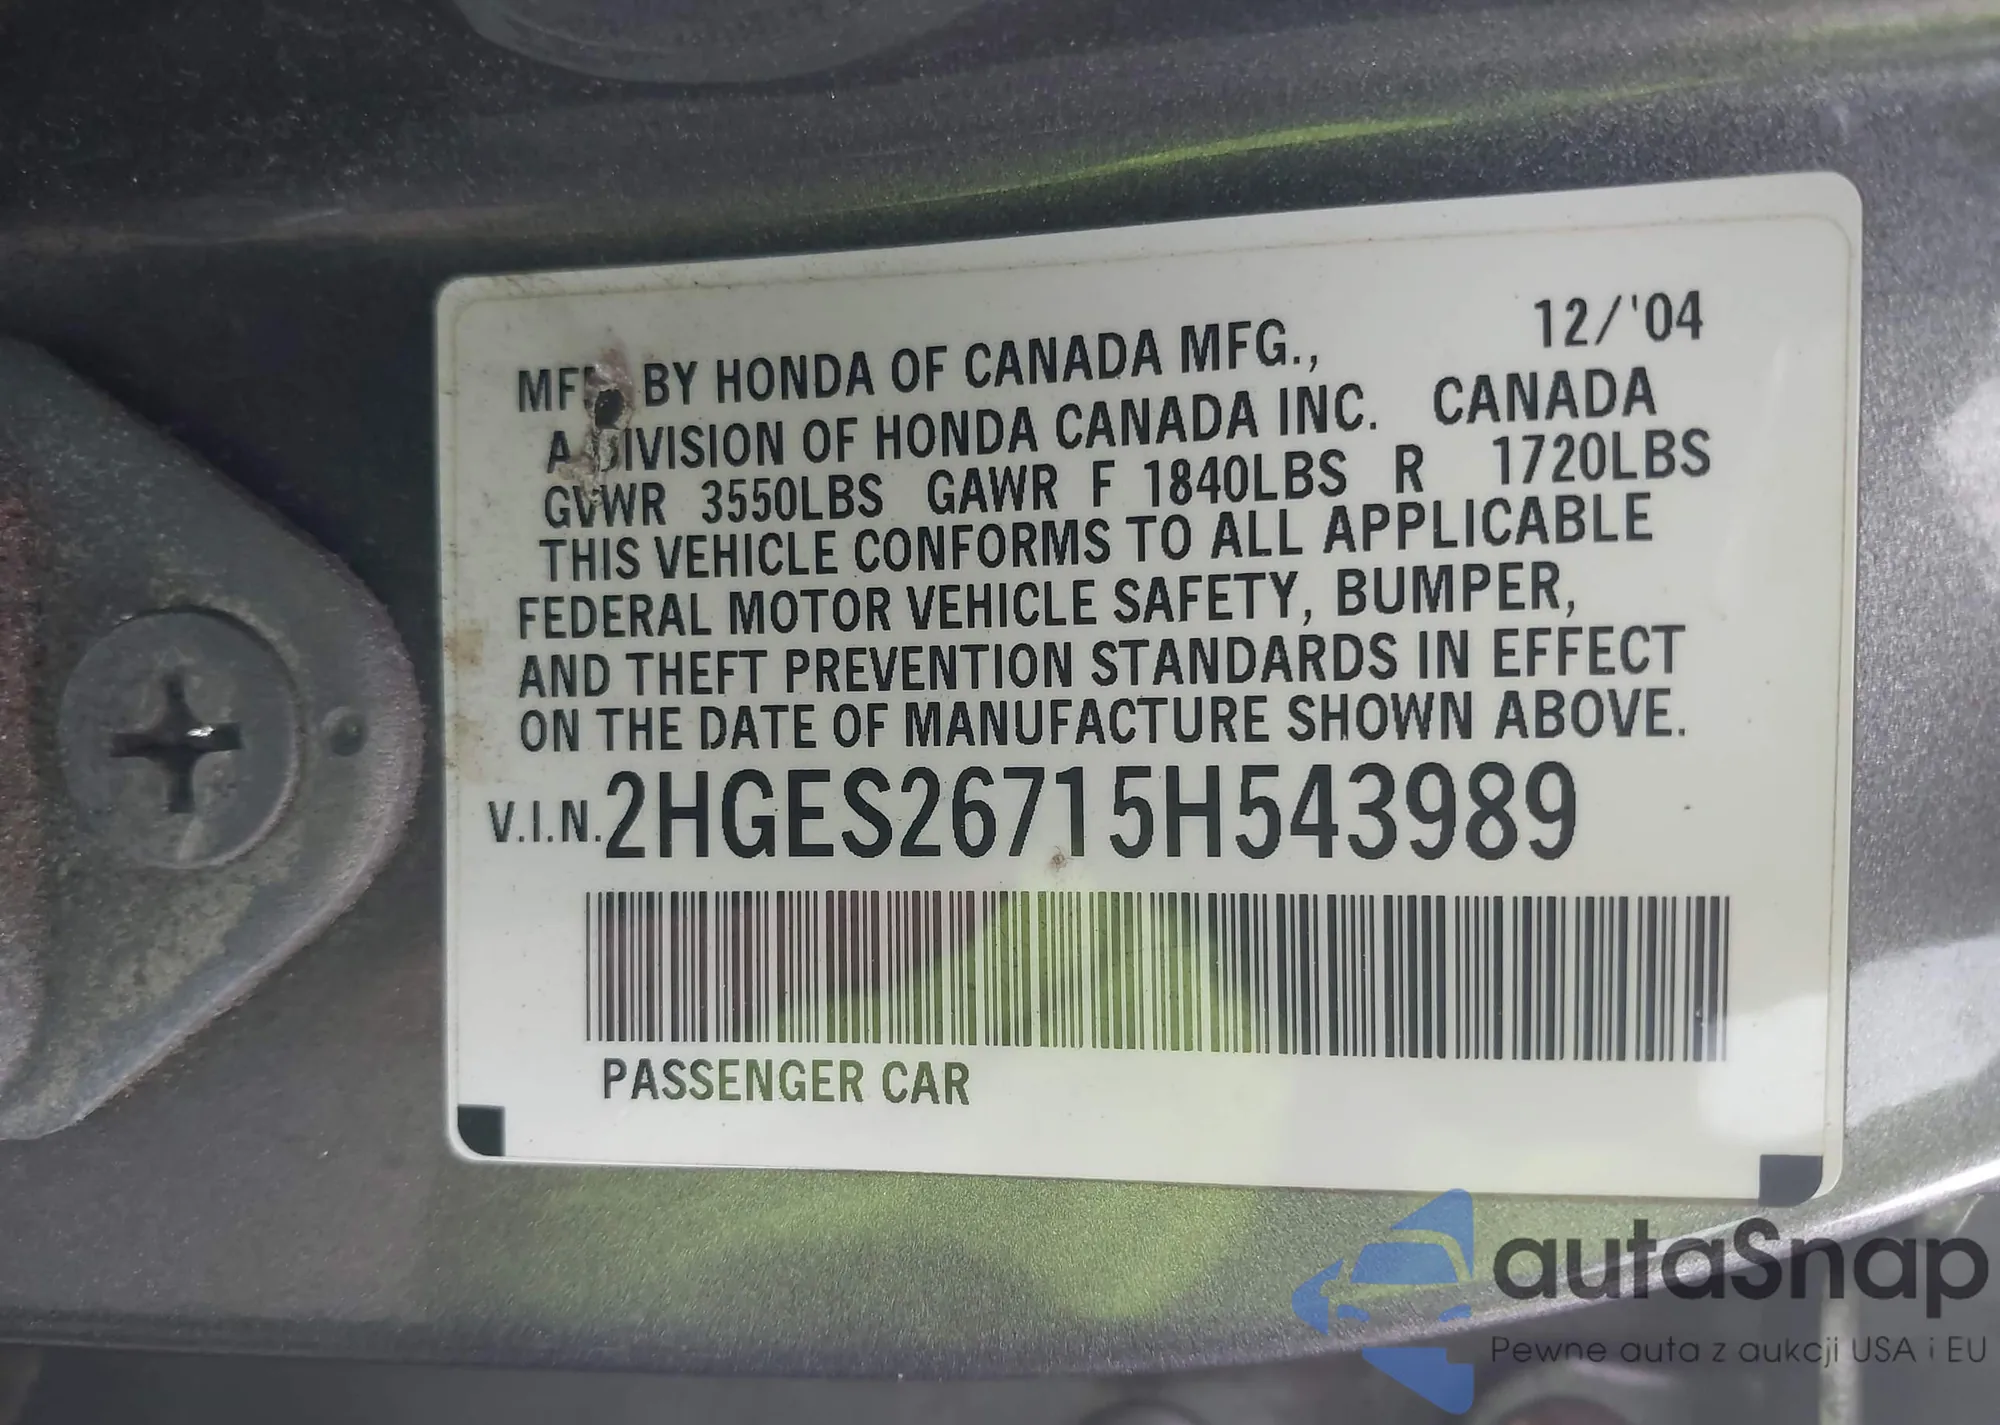 12/'04
MFD BY HONDA OF CANADA MFG.,
A DIVISION OF HONDA CANADA INC. CANADA
GVWR 3550LBS GAWR F 1840LBS R 1720LBS
THIS VEHICLE CONFORMS TO ALL APPLICABLE
FEDERAL MOTOR VEHICLE SAFETY, BUMPER,
AND THEFT PREVENTION STANDARDS IN EFFECT
ON THE DATE OF MANUFACTURE SHOWN ABOVE.
V.I.N. 2HGES26715H543989
PASSENGER CAR
autaSnap
Pewne auta z aukcji USA i EU